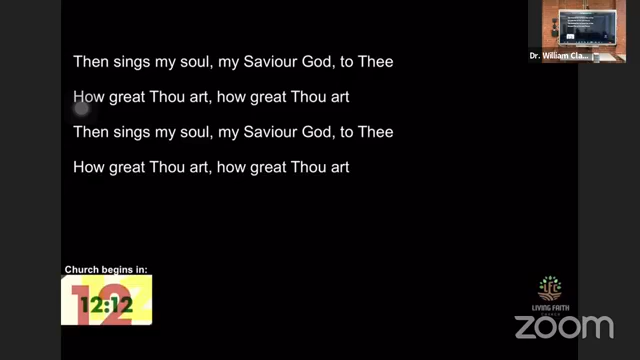 Then sings my soul, my Saviour God, to Thee
How great Thou art, how great Thou art
Then sings my soul, my Saviour God, to Thee
How great Thou art, how great Thou art
Dr. William Cla...
Church begins in:
12:12
LIVING FAITH
zoom